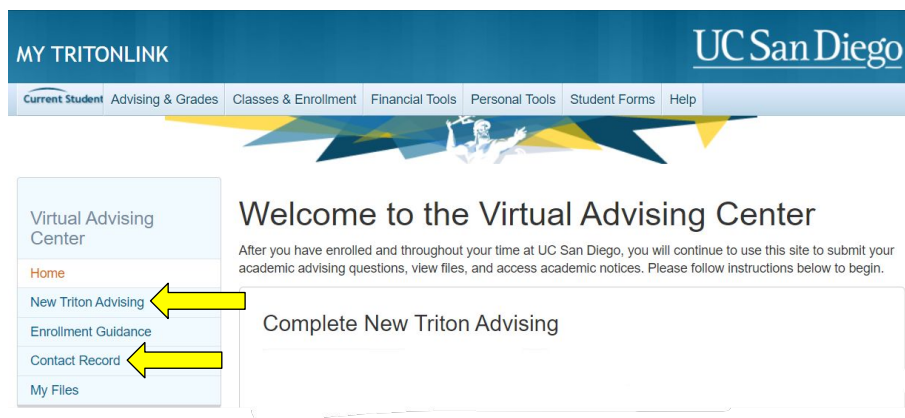 MY TRITONLINK
UC San Diego
Current Student Advising & Grades Classes & Enrollment Financial Tools Personal Tools Student Forms Help
Virtual Advising
Center
Home
New Triton Advising
Enrollment Guidance
Contact Record
My Files
Welcome to the Virtual Advising Center
After you have enrolled and throughout your time at UC San Diego, you will continue to use this site to submit your
academic advising questions, view files, and access academic notices. Please follow instructions below to begin.
Complete New Triton Advising